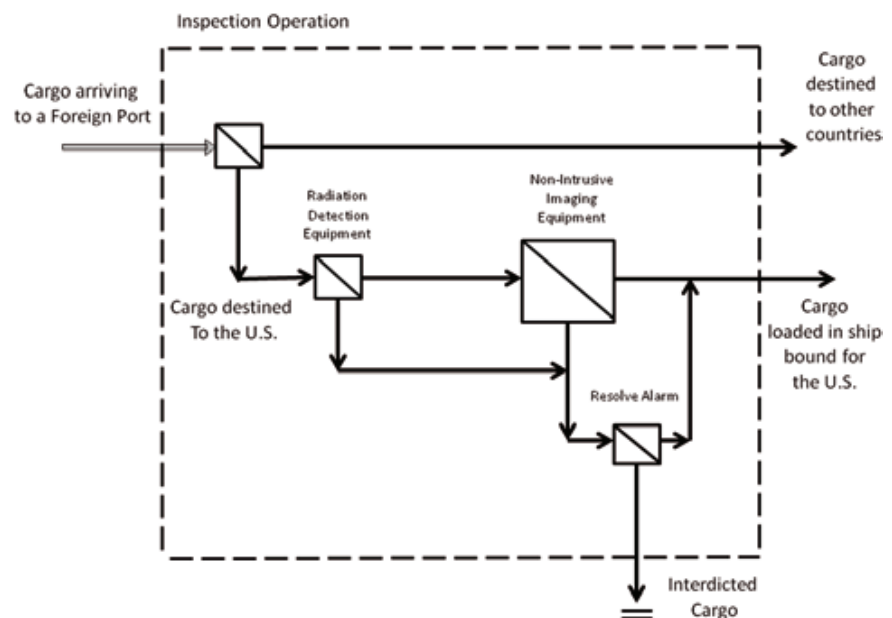 Inspection Operation
Cargo arriving
to a Foreign Port
Cargo
destined
to other
countries
Radiation
Detection
Equipment
Non-Intrusive
Imaging
Equipment
Cargo destined
To the U.S.
Cargo
loaded in ship
bound for
the U.S.
Resolve Alarm
Interdicted
Cargo